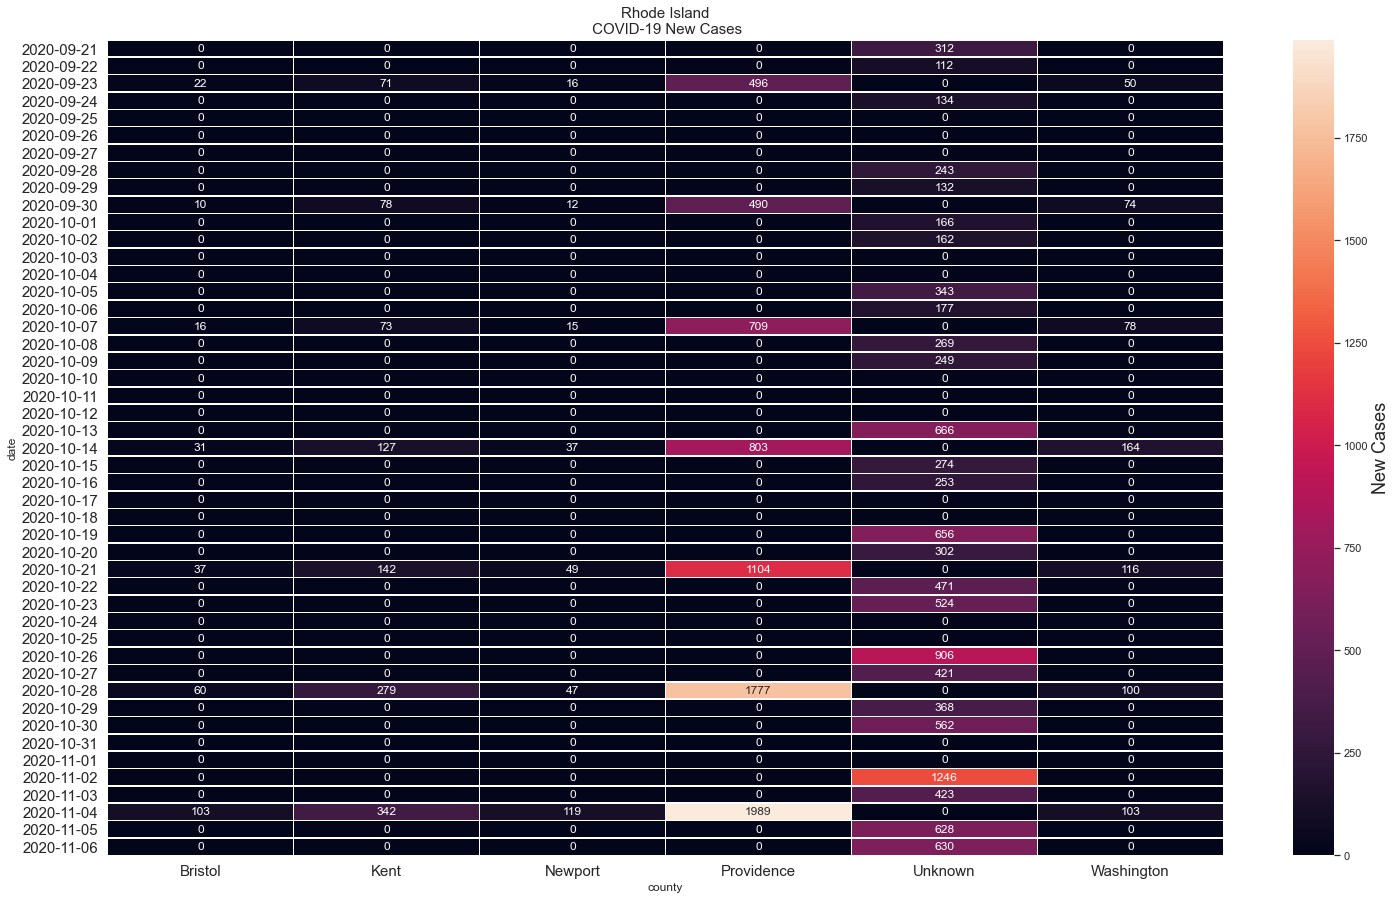 Rhode Island
COVID-19 New Cases
2020-09-21 0 0 0 0 312 0
2020-09-22 0 0 0 0 112 0
2020-09-23 22 71 16 496 0 50
2020-09-24 0 0 0 0 134 0
2020-09-25 0 0 0 0 0 0
2020-09-26 0 0 0 0 0 0
2020-09-27 0 0 0 0 0 0
2020-09-28 0 0 0 0 243 0
2020-09-29 0 0 0 0 132 0
2020-09-30 10 78 12 490 0 74
2020-10-01 0 0 0 0 166 0
2020-10-02 0 0 0 0 162 0
2020-10-03 0 0 0 0 0 0
2020-10-04 0 0 0 0 0 0
2020-10-05 0 0 0 0 343 0
2020-10-06 0 0 0 0 177 0
2020-10-07 16 73 15 709 0 78
2020-10-08 0 0 0 0 269 0
2020-10-09 0 0 0 0 249 0
2020-10-10 0 0 0 0 0 0
2020-10-11 0 0 0 0 0 0
2020-10-12 0 0 0 0 0 0
2020-10-13 0 0 0 0 666 0
2020-10-14 31 127 37 803 0 164
2020-10-15 0 0 0 0 274 0
2020-10-16 0 0 0 0 253 0
2020-10-17 0 0 0 0 0 0
2020-10-18 0 0 0 0 0 0
2020-10-19 0 0 0 0 656 0
2020-10-20 0 0 0 0 302 0
2020-10-21 37 142 49 1104 0 116
2020-10-22 0 0 0 0 471 0
2020-10-23 0 0 0 0 524 0
2020-10-24 0 0 0 0 0 0
2020-10-25 0 0 0 0 0 0
2020-10-26 0 0 0 0 906 0
2020-10-27 0 0 0 0 421 0
2020-10-28 60 279 47 1777 0 100
2020-10-29 0 0 0 0 368 0
2020-10-30 0 0 0 0 562 0
2020-10-31 0 0 0 0 0 0
2020-11-01 0 0 0 0 0 0
2020-11-02 0 0 0 0 1246 0
2020-11-03 0 0 0 0 423 0
2020-11-04 103 342 119 1989 0 103
2020-11-05 0 0 0 0 628 0
2020-11-06 0 0 0 0 630 0
Bristol Kent Newport Providence Unknown Washington
county
date
1750
1500
1250
1000
750
500
250
0
New Cases